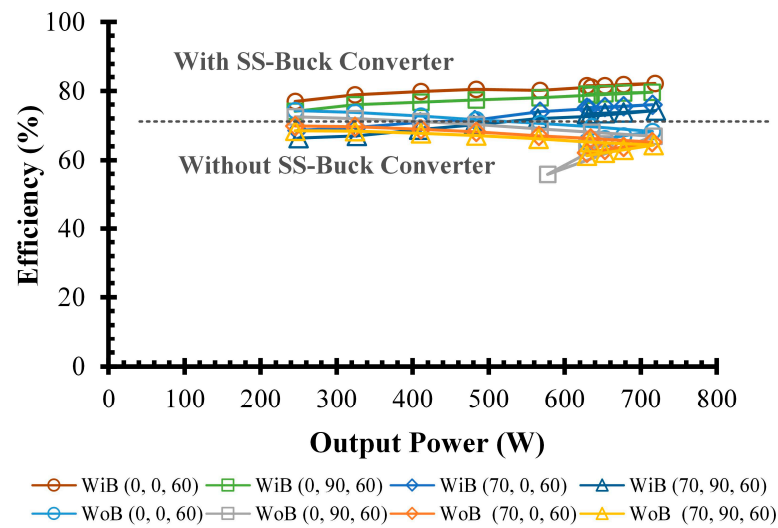 100
80
60
40
20
0
Efficiency (%)
With SS-Buck Converter
Without SS-Buck Converter
0 100 200 300 400 500 600 700 800
Output Power (W)
WiB (0, 0, 60) WiB (0, 90, 60) WiB (70, 0, 60) WiB (70, 90, 60)
WoB (0, 0, 60) WoB (0, 90, 60) WoB (70, 0, 60) WoB (70, 90, 60)